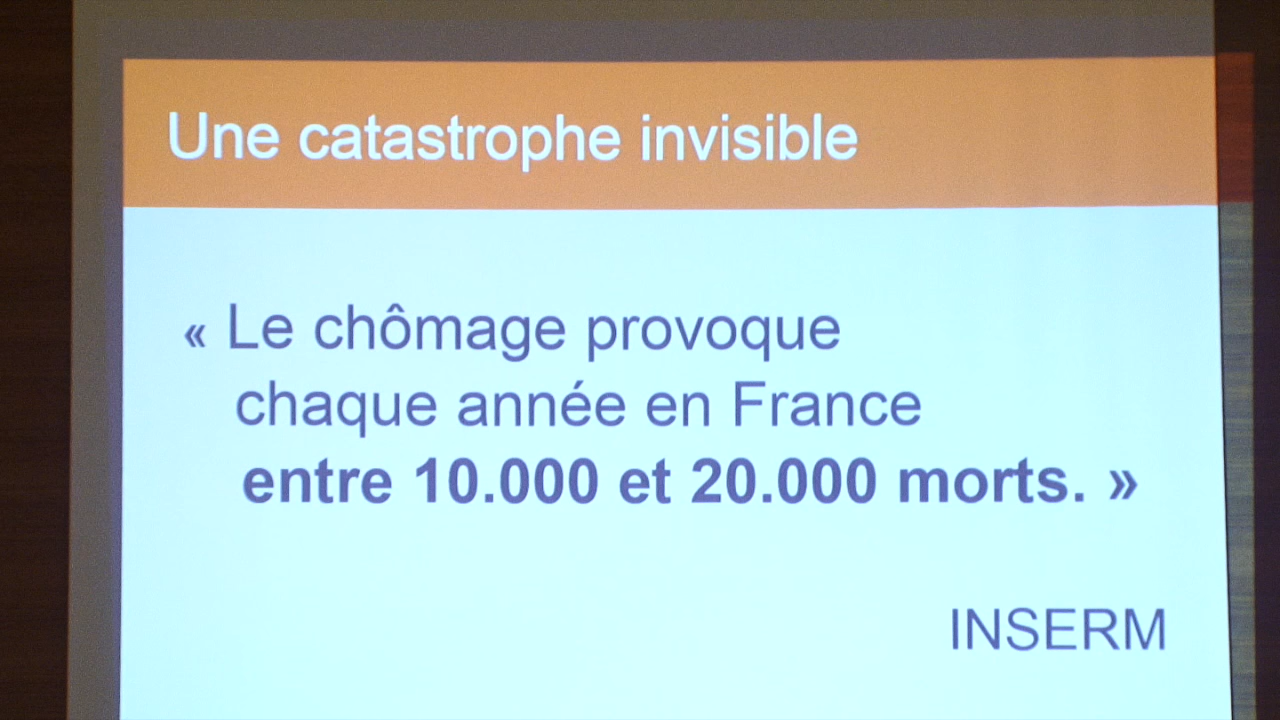 Une catastrophe invisible
« Le chômage provoque
chaque année en France
entre 10.000 et 20.000 morts. »
INSERM